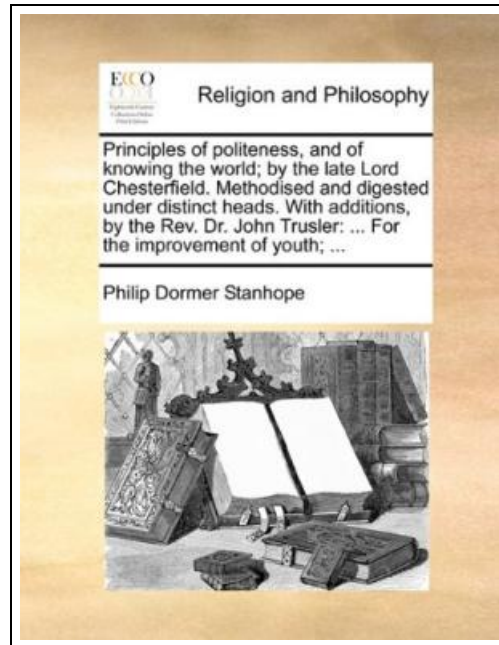 ECCO
Religion and Philosophy
Principles of politeness, and of
knowing the world; by the late Lord
Chesterfield. Methodised and digested
under distinct heads. With additions,
by the Rev. Dr. John Trusler: ... For
the improvement of youth; ...
Philip Dormer Stanhope